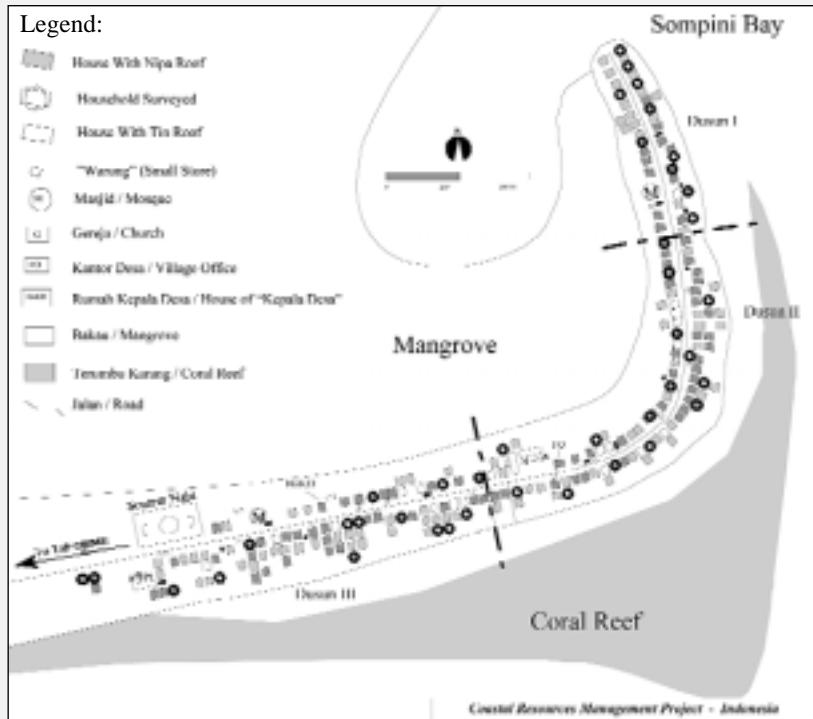 Legend:
House With Nipa Roof
Household Surveyed
House With Tin Roof
"Warung" (Small Store)
Masjid / Mosque
Gereja / Church
Kantor Desa / Village Office
Rumah Kepala Desa / House of "Kepala Desa"
Bakau / Mangrove
Terumbu Karang / Coral Reef
Jalan / Road
Sompini Bay
Dusun I
M
Dusun II
Mangrove
M
Dusun III
Coral Reef
Coastal Resources Management Project - Indonesia